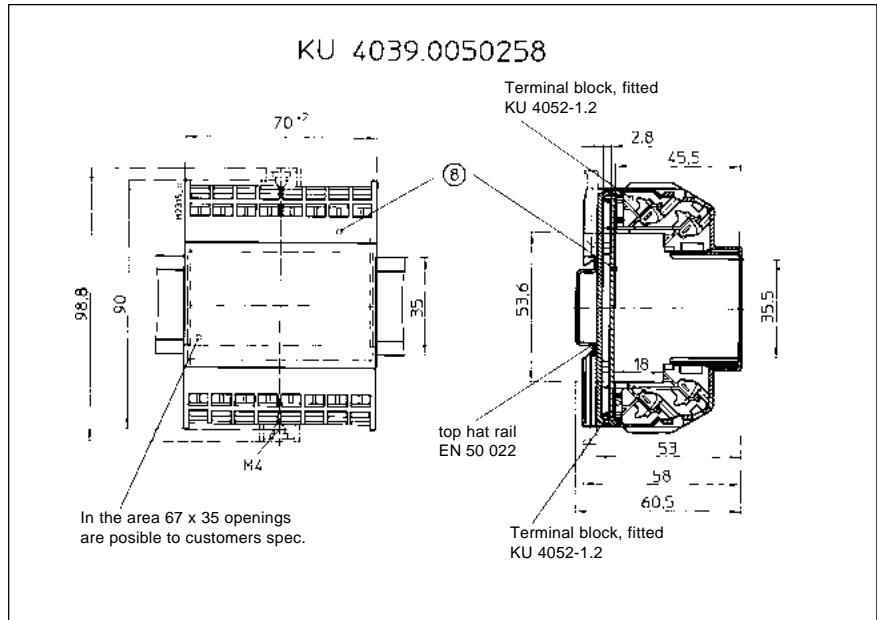 KU 4039.0050258
Terminal block, fitted
KU 4052-1.2
70 +2
2.8
45,5
8
98,8
90
35
53,6
35,5
18
M4
top hat rail
EN 50 022
53
58
60,5
In the area 67 x 35 openings
are posible to customers spec.
Terminal block, fitted
KU 4052-1.2